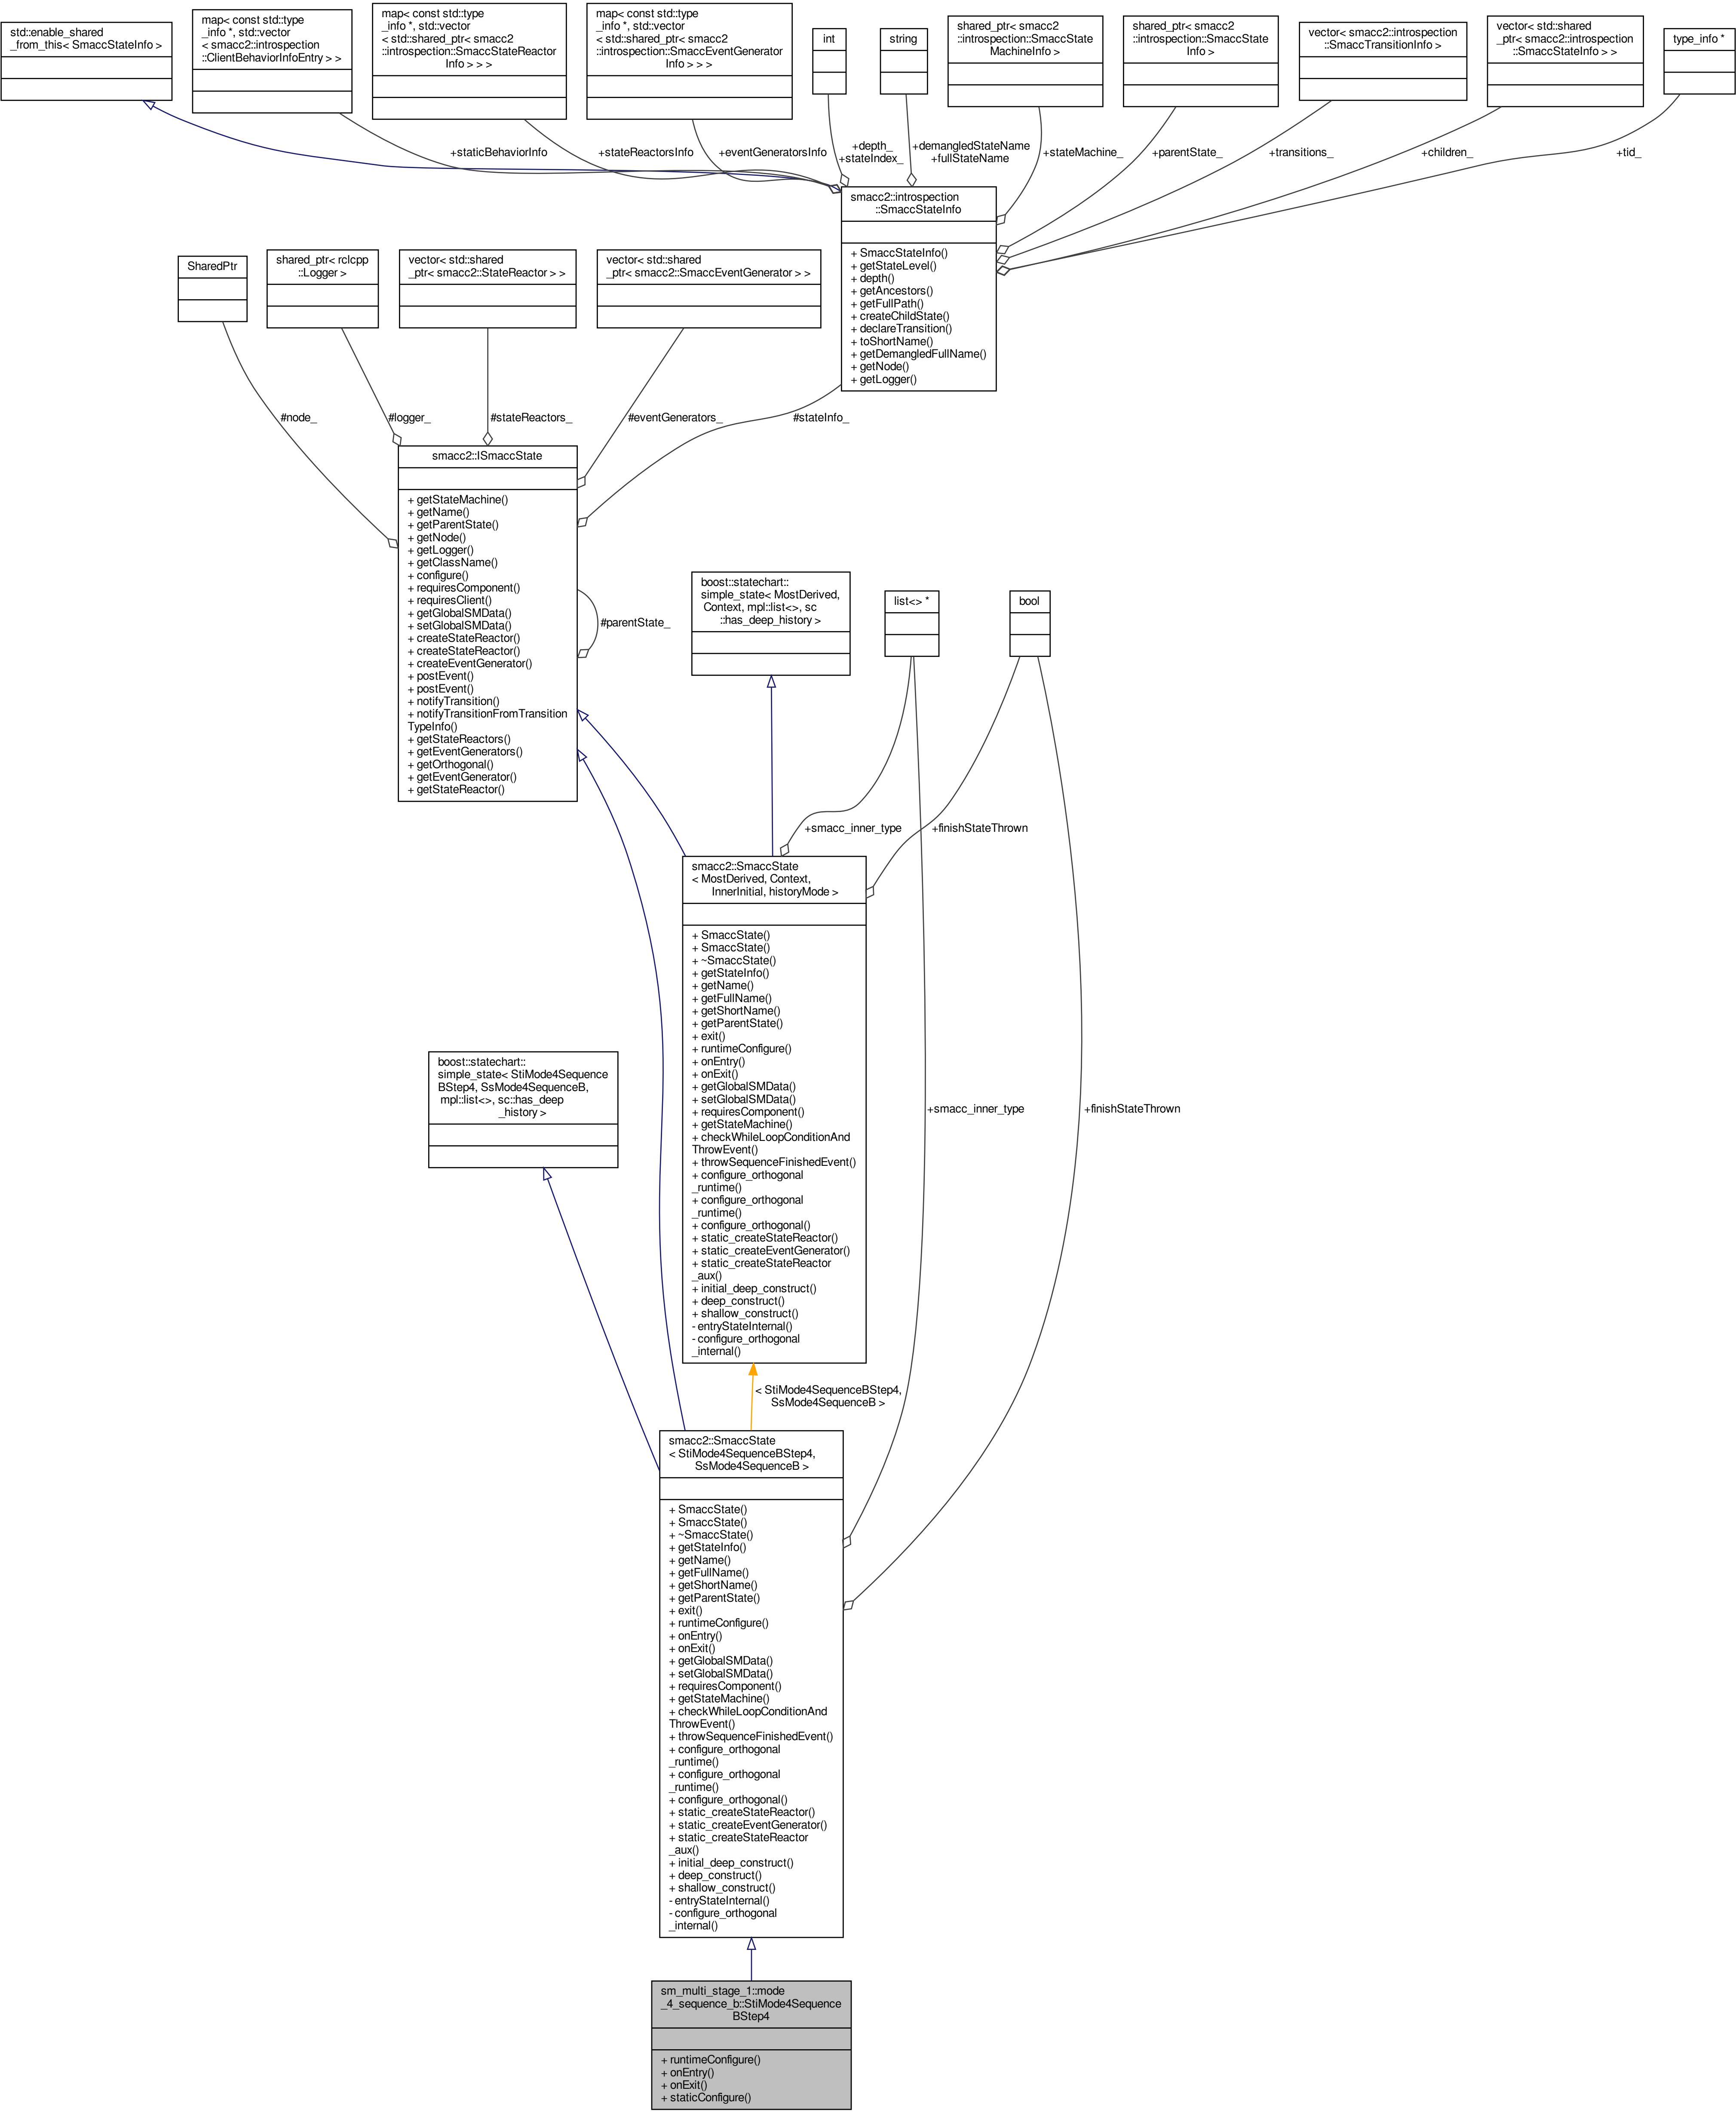 std::enable_shared
_from_this< SmaccStateInfo >
map< const std::type
_info *, std::vector
< smacc2::introspection
::ClientBehaviorInfoEntry > >
map< const std::type
_info *, std::vector
< std::shared_ptr< smacc2
::introspection::SmaccStateReactor
Info > > >
map< const std::type
_info *, std::vector
< std::shared_ptr< smacc2
::introspection::SmaccEventGenerator
Info > > >
int
string
shared_ptr< smacc2
::introspection::SmaccState
MachineInfo >
shared_ptr< smacc2
::introspection::SmaccState
Info >
vector< smacc2::introspection
::SmaccTransitionInfo >
vector< std::shared
_ptr< smacc2::introspection
::SmaccStateInfo > >
type_info *
+staticBehaviorInfo
+stateReactorsInfo
+eventGeneratorsInfo
+depth_
+stateIndex_
+demangledStateName
+fullStateName
+stateMachine_
+parentState_
+transitions_
+children_
+tid_
smacc2::introspection
::SmaccStateInfo
+ SmaccStateInfo()
+ getStateLevel()
+ depth()
+ getAncestors()
+ getFullPath()
+ createChildState()
+ declareTransition()
+ toShortName()
+ getDemangledFullName()
+ getNode()
+ getLogger()
SharedPtr
shared_ptr< rclcpp
::Logger >
vector< std::shared
_ptr< smacc2::StateReactor > >
vector< std::shared
_ptr< smacc2::SmaccEventGenerator > >
#node_
#logger_
#stateReactors_
#eventGenerators_
#stateInfo_
smacc2::ISmaccState
+ getStateMachine()
+ getName()
+ getParentState()
+ getNode()
+ getLogger()
+ getClassName()
+ configure()
+ requiresComponent()
+ requiresClient()
+ getGlobalSMData()
+ setGlobalSMData()
+ createStateReactor()
+ createStateReactor()
+ createEventGenerator()
+ postEvent()
+ postEvent()
+ notifyTransition()
+ notifyTransitionFromTransition
TypeInfo()
+ getStateReactors()
+ getEventGenerators()
+ getOrthogonal()
+ getEventGenerator()
+ getStateReactor()
#parentState_
boost::statechart::
simple_state< MostDerived,
Context, mpl::list<>, sc
::has_deep_history >
list<> *
bool
+smacc_inner_type
+finishStateThrown
smacc2::SmaccState
< MostDerived, Context,
InnerInitial, historyMode >
+ SmaccState()
+ SmaccState()
+ ~SmaccState()
+ getStateInfo()
+ getName()
+ getFullName()
+ getShortName()
+ getParentState()
+ exit()
+ runtimeConfigure()
+ onEntry()
+ onExit()
+ getGlobalSMData()
+ setGlobalSMData()
+ requiresComponent()
+ getStateMachine()
+ checkWhileLoopConditionAnd
ThrowEvent()
+ throwSequenceFinishedEvent()
+ configure_orthogonal
_runtime()
+ configure_orthogonal
_runtime()
+ configure_orthogonal()
+ static_createStateReactor()
+ static_createEventGenerator()
+ static_createStateReactor
_aux()
+ initial_deep_construct()
+ deep_construct()
+ shallow_construct()
- entryStateInternal()
- configure_orthogonal
_internal()
boost::statechart::
simple_state< StiMode4Sequence
BStep4, SsMode4SequenceB,
mpl::list<>, sc::has_deep
_history >
+smacc_inner_type
+finishStateThrown
< StiMode4SequenceBStep4,
SsMode4SequenceB >
smacc2::SmaccState
< StiMode4SequenceBStep4,
SsMode4SequenceB >
+ SmaccState()
+ SmaccState()
+ ~SmaccState()
+ getStateInfo()
+ getName()
+ getFullName()
+ getShortName()
+ getParentState()
+ exit()
+ runtimeConfigure()
+ onEntry()
+ onExit()
+ getGlobalSMData()
+ setGlobalSMData()
+ requiresComponent()
+ getStateMachine()
+ checkWhileLoopConditionAnd
ThrowEvent()
+ throwSequenceFinishedEvent()
+ configure_orthogonal
_runtime()
+ configure_orthogonal
_runtime()
+ configure_orthogonal()
+ static_createStateReactor()
+ static_createEventGenerator()
+ static_createStateReactor
_aux()
+ initial_deep_construct()
+ deep_construct()
+ shallow_construct()
- entryStateInternal()
- configure_orthogonal
_internal()
sm_multi_stage_1::mode
_4_sequence_b::StiMode4Sequence
BStep4
+ runtimeConfigure()
+ onEntry()
+ onExit()
+ staticConfigure()